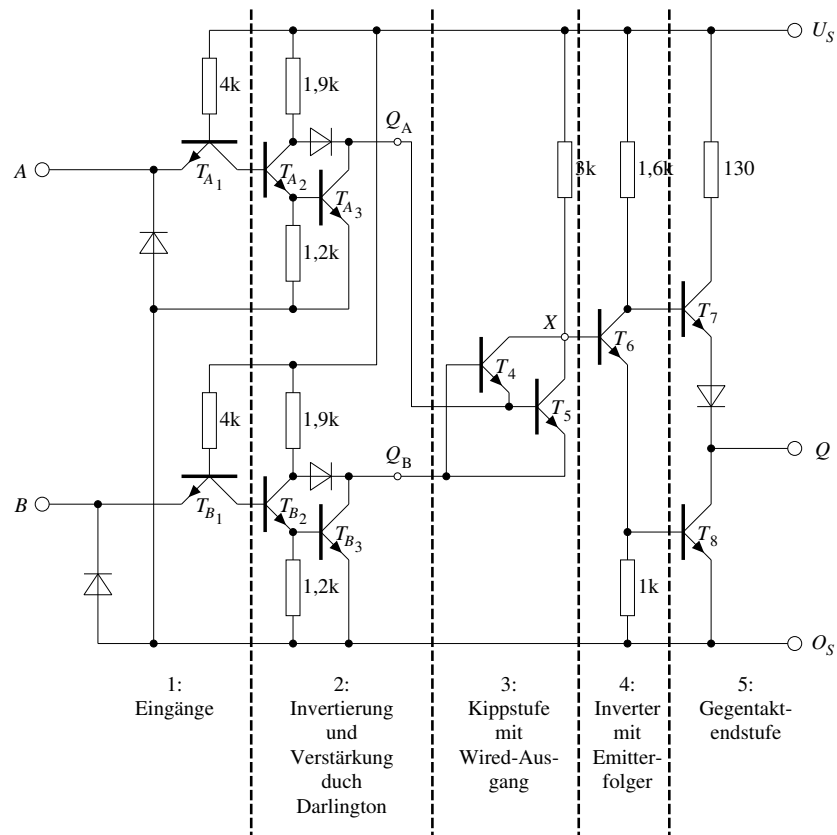 U_S
4k
1,9k
Q_A
A
T_A1
T_A2
T_A3
3k
1,6k
130
1,2k
X
T_6
T_7
T_4
T_5
4k
1,9k
Q_B
Q
B
T_B1
T_B2
T_B3
T_8
1,2k
1k
O_S
1:
Eingänge
2:
Invertierung
und
Verstärkung
duch
Darlington
3:
Kippstufe
mit
Wired-Aus-
gang
4:
Inverter
mit
Emitter-
folger
5:
Gegentakt-
endstufe